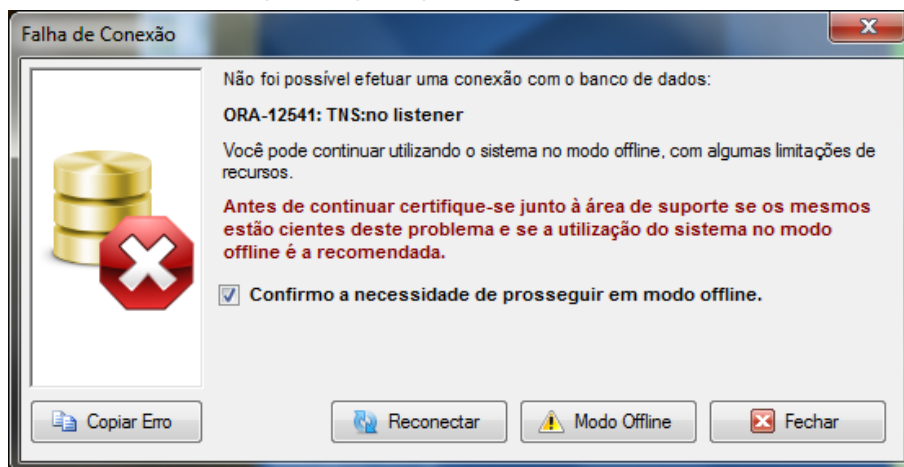 Falha de Conexão
Não foi possível efetuar uma conexão com o banco de dados:
ORA-12541: TNS:no listener
Você pode continuar utilizando o sistema no modo offline, com algumas limitações de
recursos.
Antes de continuar certifique-se junto à área de suporte se os mesmos
estão cientes deste problema e se a utilização do sistema no modo
offline é a recomendada.
Confirmo a necessidade de prosseguir em modo offline.
Copiar Erro
Reconectar
Modo Offline
Fechar